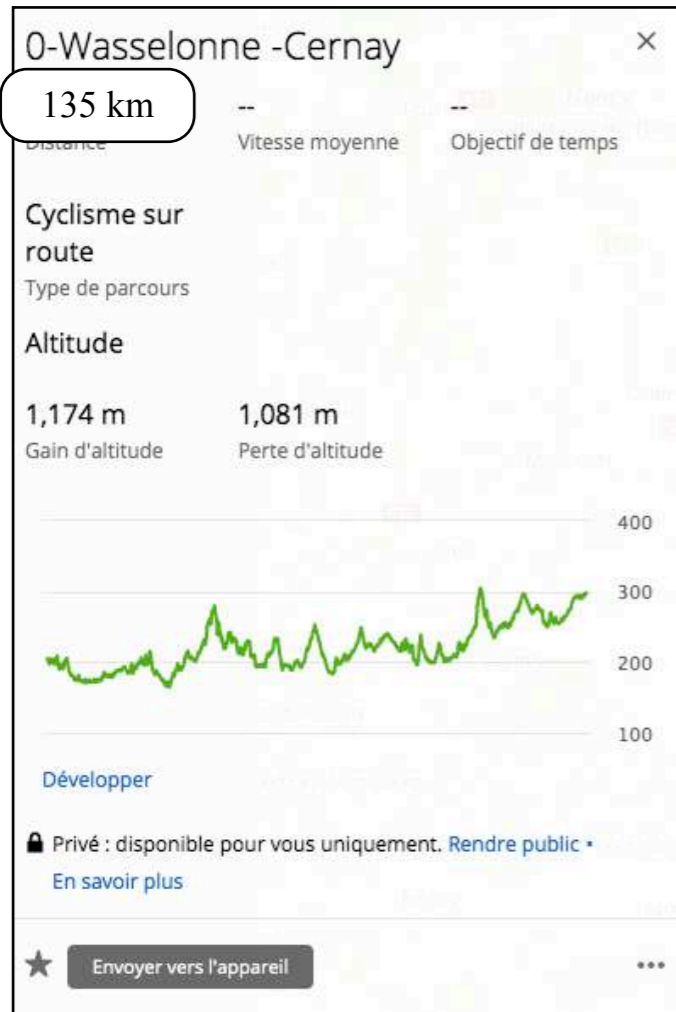 0-Wasselonne -Cernay
135 km
--
--
Distance
Vitesse moyenne
Objectif de temps
Cyclisme sur
route
Type de parcours
Altitude
1,174 m
1,081 m
Gain d'altitude
Perte d'altitude
400
300
200
100
Développer
Privé : disponible pour vous uniquement. Rendre public •
En savoir plus
Envoyer vers l'appareil